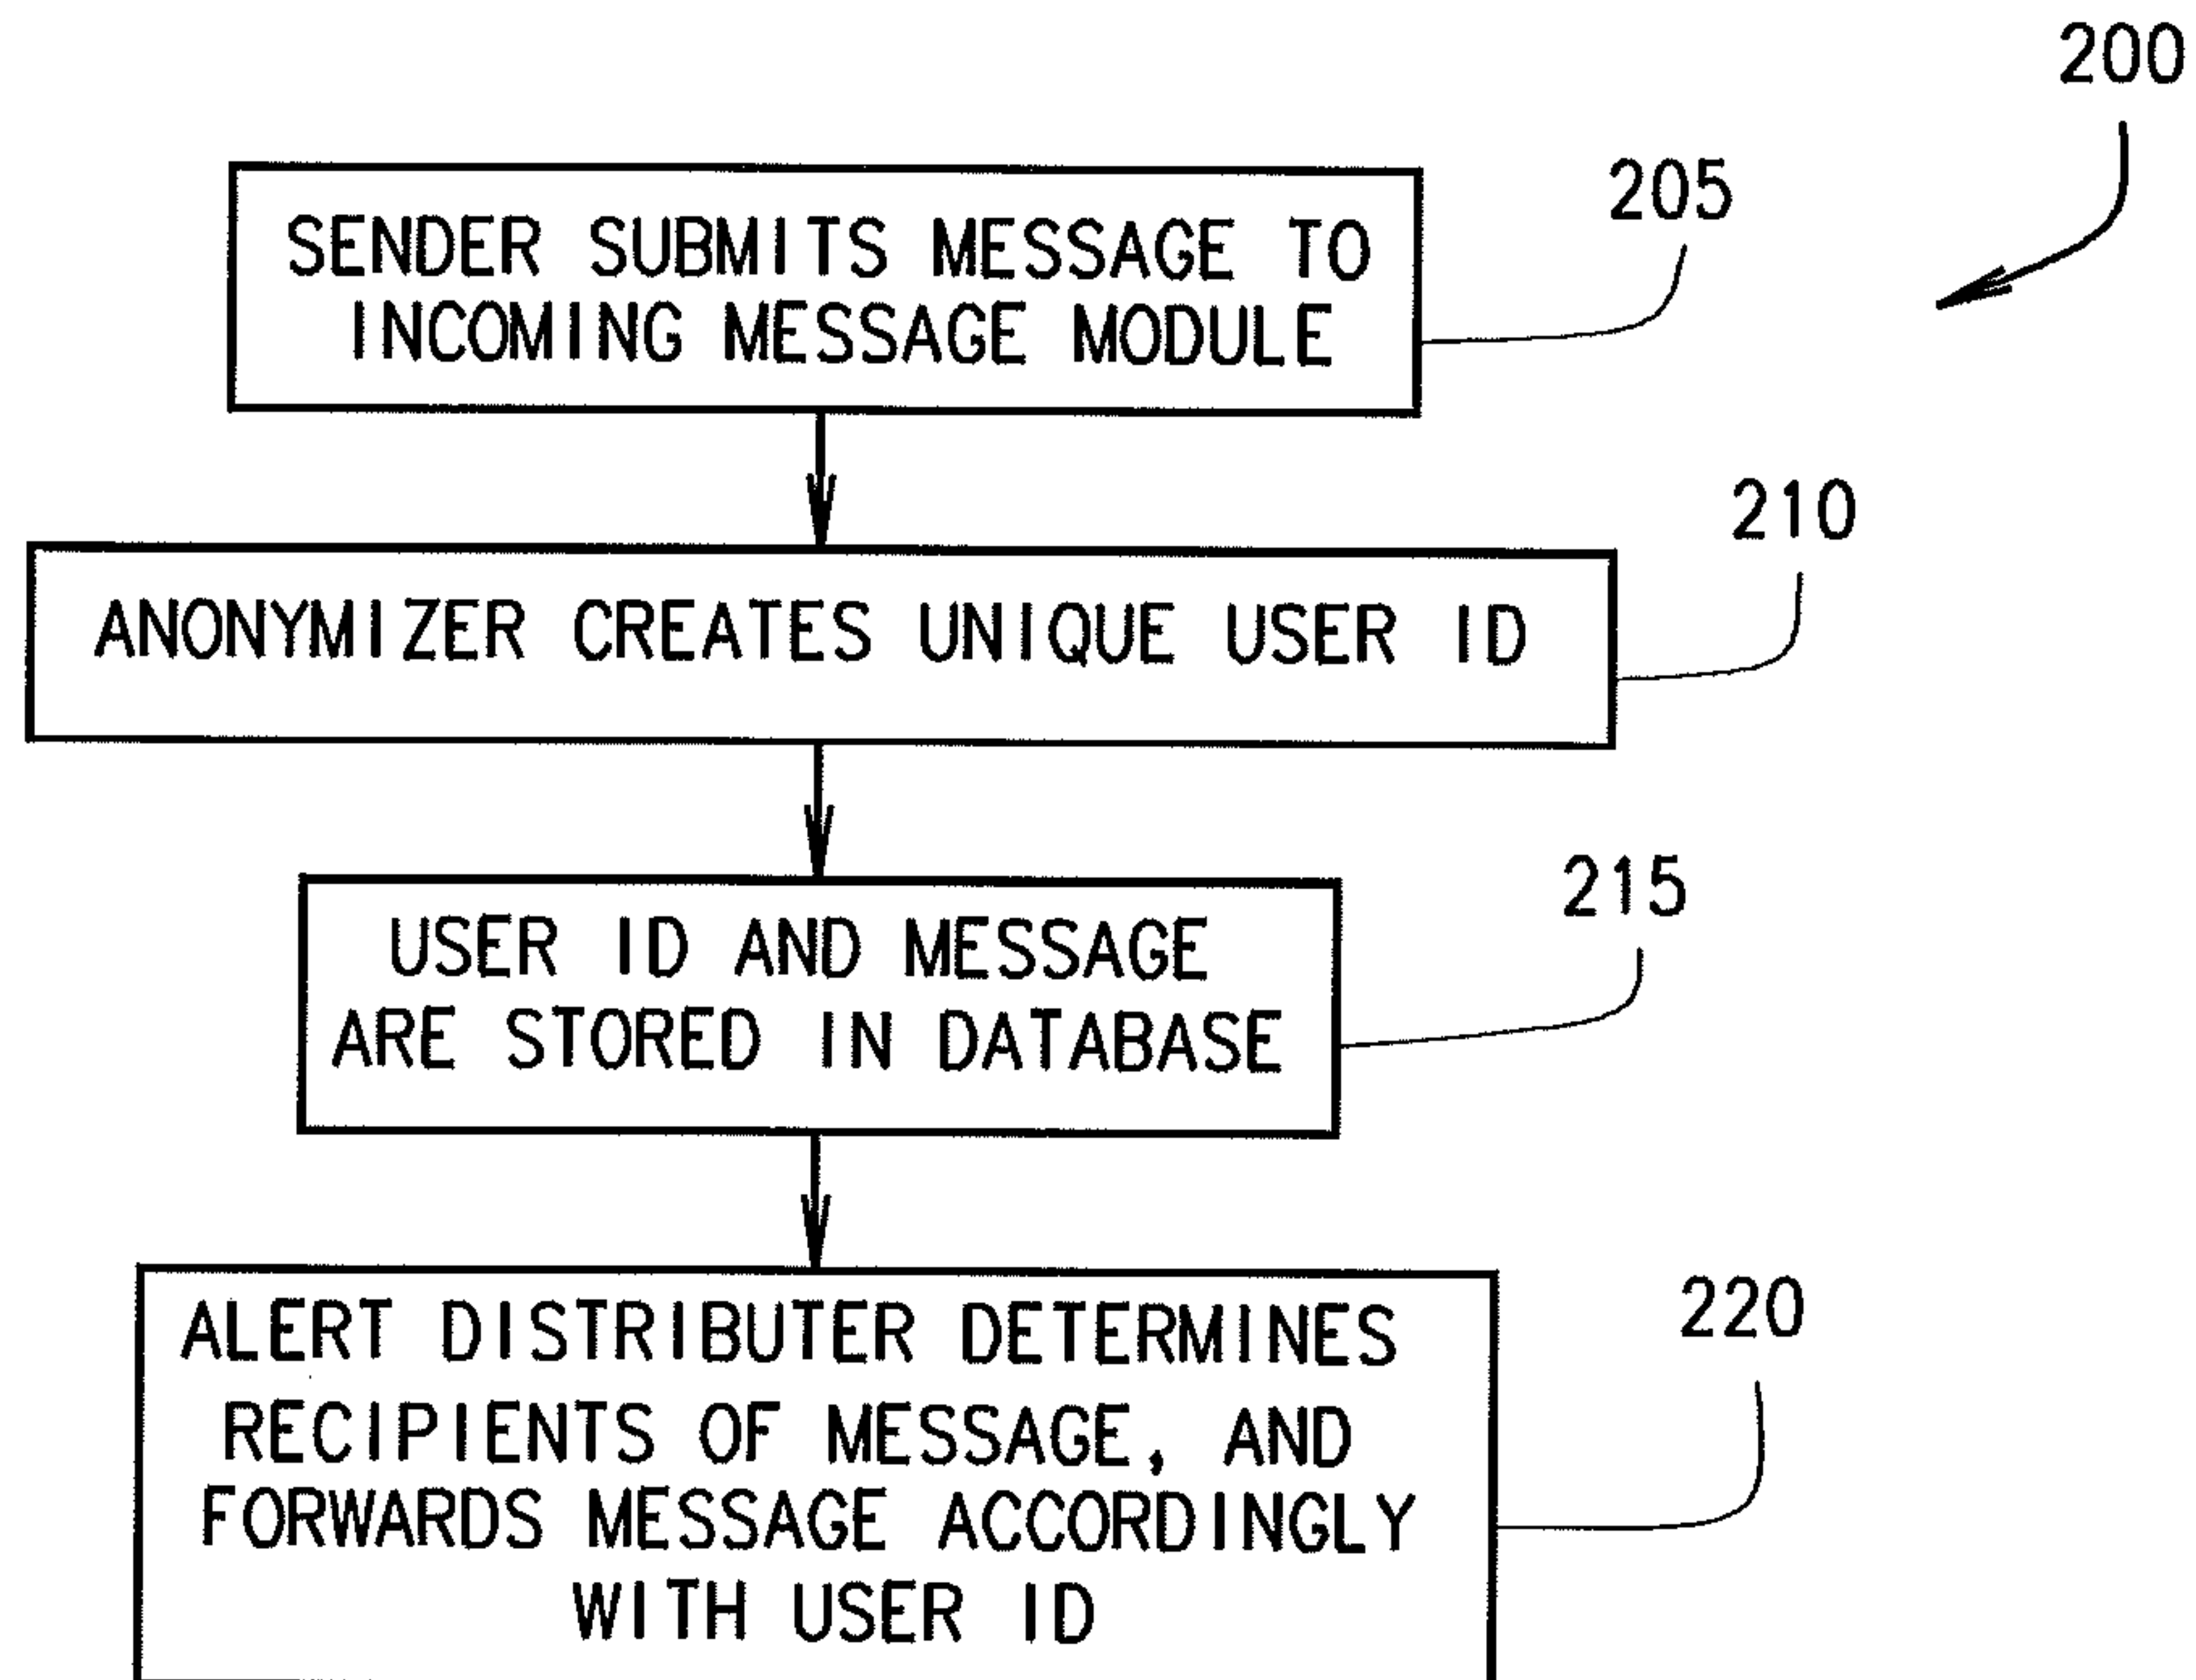 200
205
SENDER SUBMITS MESSAGE TO
INCOMING MESSAGE MODULE
210
ANONYMIZER CREATES UNIQUE USER ID
215
USER ID AND MESSAGE
ARE STORED IN DATABASE
220
ALERT DISTRIBUTER DETERMINES
RECIPIENTS OF MESSAGE, AND
FORWARDS MESSAGE ACCORDINGLY
WITH USER ID